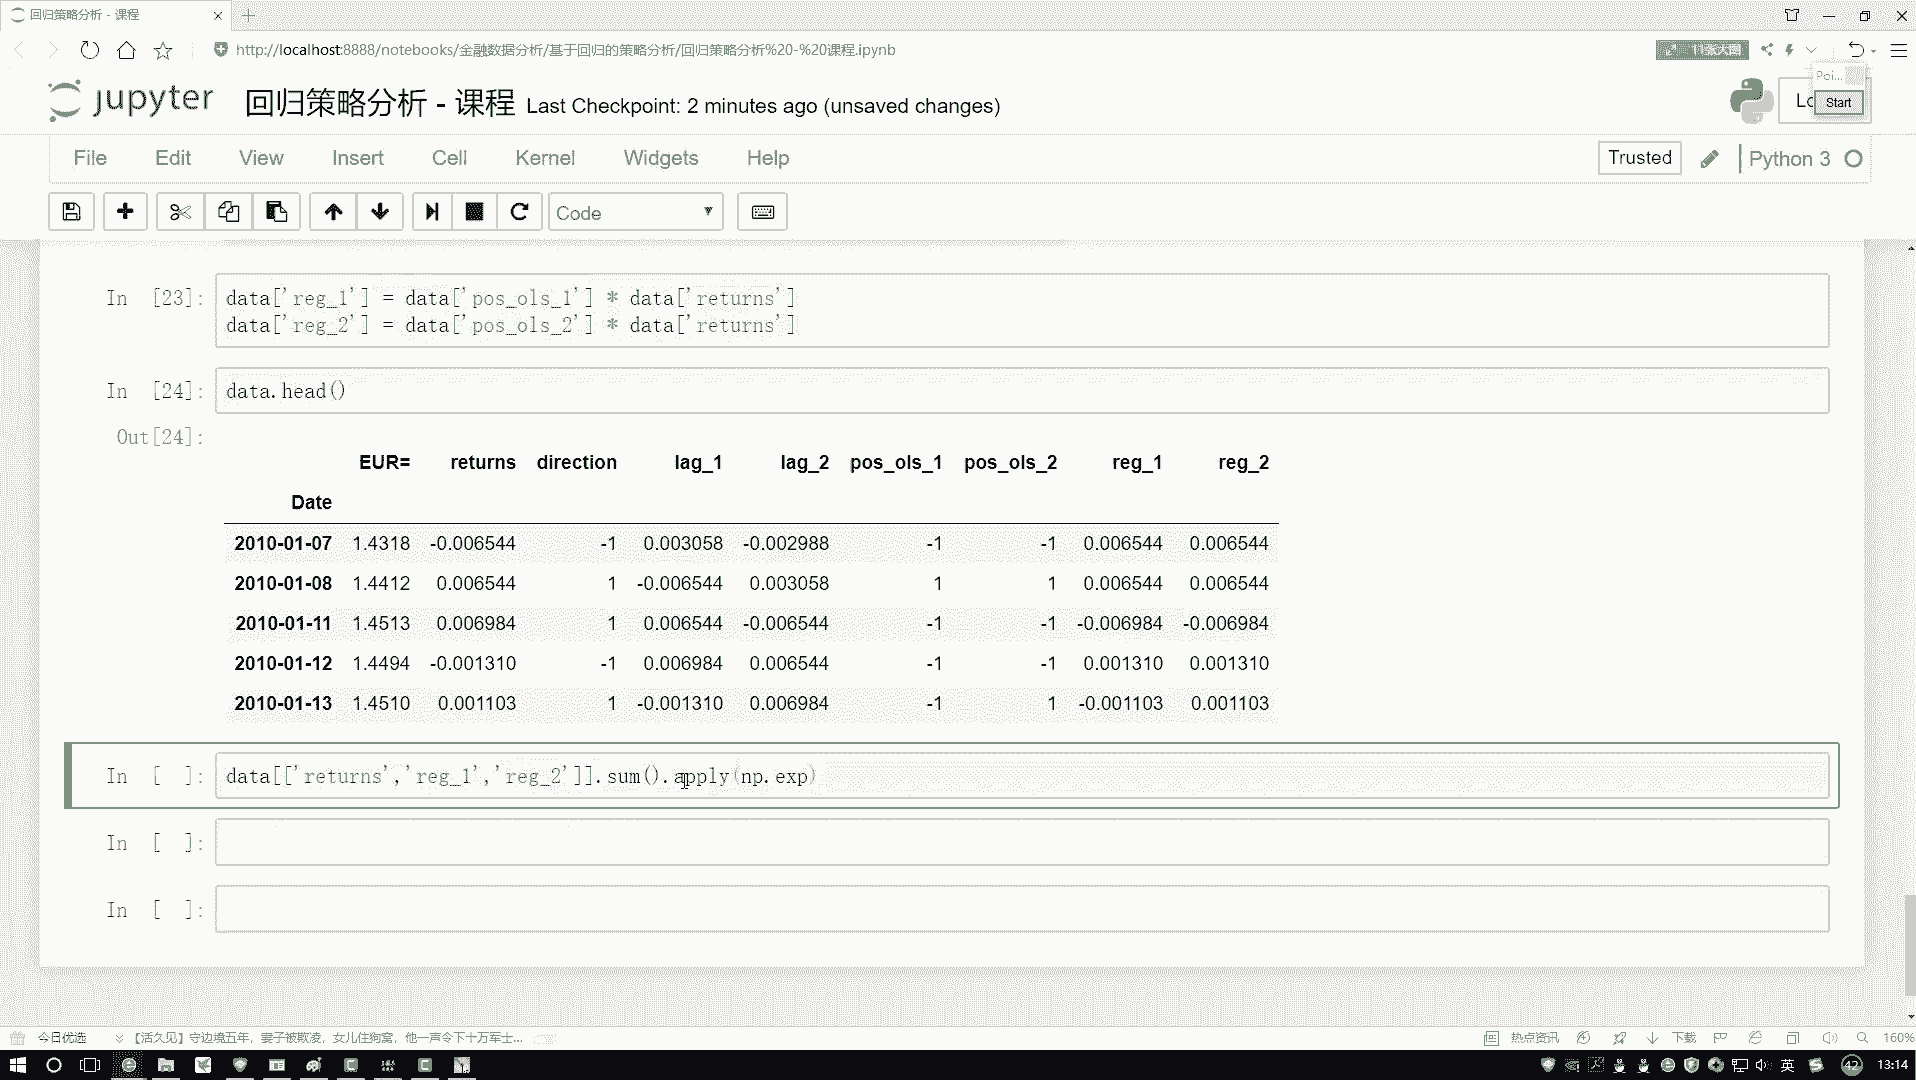 回归策略分析 - 课程
http://localhost:8888/notebooks/金融数据分析/基于回归的策略分析/回归策略分析%20-%20课程.ipynb
11张大图
Poi...
jupyter
回归策略分析 - 课程 Last Checkpoint: 2 minutes ago (unsaved changes)
Start
File Edit View Insert Cell Kernel Widgets Help
Trusted
Python 3
Code
In [23]:
data['reg_1'] = data['pos_ols_1'] * data['returns']
data['reg_2'] = data['pos_ols_2'] * data['returns']
In [24]:
data.head()
Out[24]:
EUR= returns direction lag_1 lag_2 pos_ols_1 pos_ols_2 reg_1 reg_2
Date
2010-01-07 1.4318 -0.006544 -1 0.003058 -0.002988 -1 -1 0.006544 0.006544
2010-01-08 1.4412 0.006544 1 -0.006544 0.003058 1 1 0.006544 0.006544
2010-01-11 1.4513 0.006984 1 0.006544 -0.006544 -1 -1 -0.006984 -0.006984
2010-01-12 1.4494 -0.001310 -1 0.006984 0.006544 -1 -1 0.001310 0.001310
2010-01-13 1.4510 0.001103 1 -0.001310 0.006984 -1 1 -0.001103 0.001103
In [ ]:
data[['returns','reg_1','reg_2']].sum().apply(np.exp)
In [ ]:
In [ ]:
今日优选
【活久见】守边境五年，妻子被欺凌，女儿住狗窝，他一声令下十万军士...
热点资讯
下载
160%
英
42
13:14